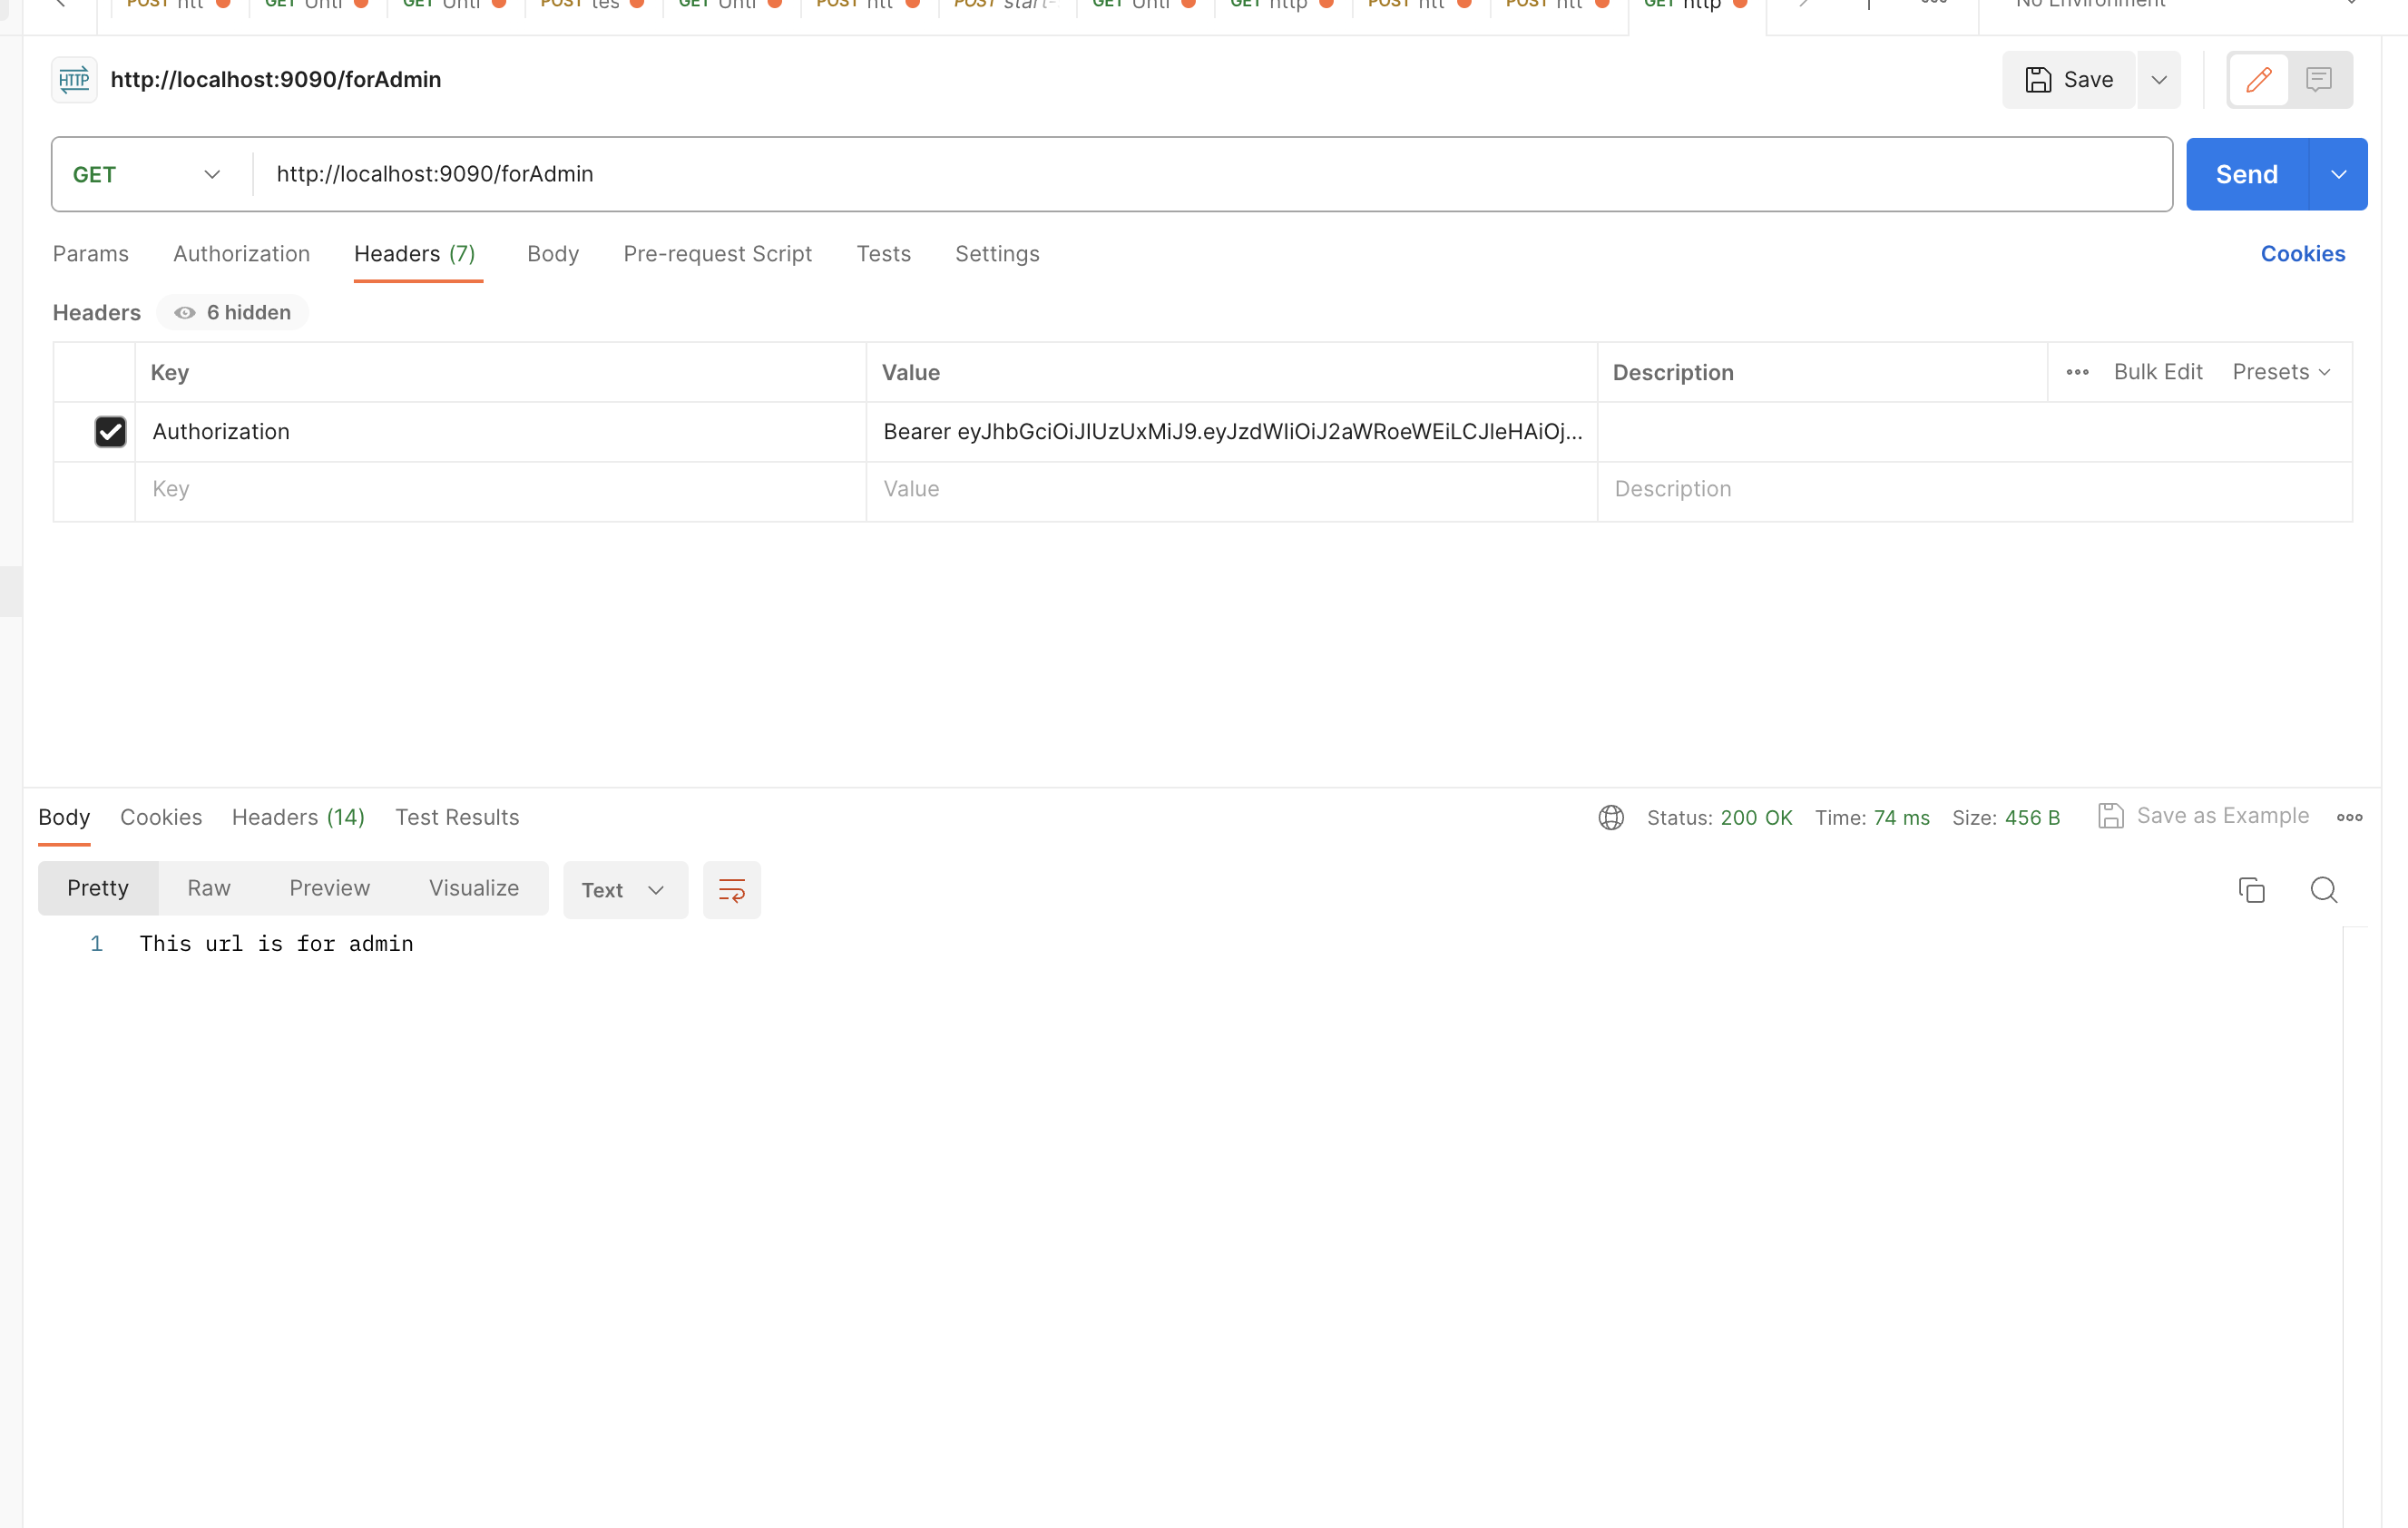 POST htt GET Unti GET Unti POST tes GET Unti POST htt POST start- GET Unti GET http POST htt POST htt GET http No Environment
HTTP http://localhost:9090/forAdmin Save
GET http://localhost:9090/forAdmin Send
Params Authorization Headers (7) Body Pre-request Script Tests Settings Cookies
Headers 6 hidden
Key Value Description Bulk Edit Presets
Authorization Bearer eyJhbGciOiJIUzUxMiJ9.eyJzdWIiOiJ2aWRoeWEiLCJleHAiOj...
Key Value Description
Body Cookies Headers (14) Test Results Status: 200 OK Time: 74 ms Size: 456 B Save as Example
Pretty Raw Preview Visualize Text
1 This url is for admin